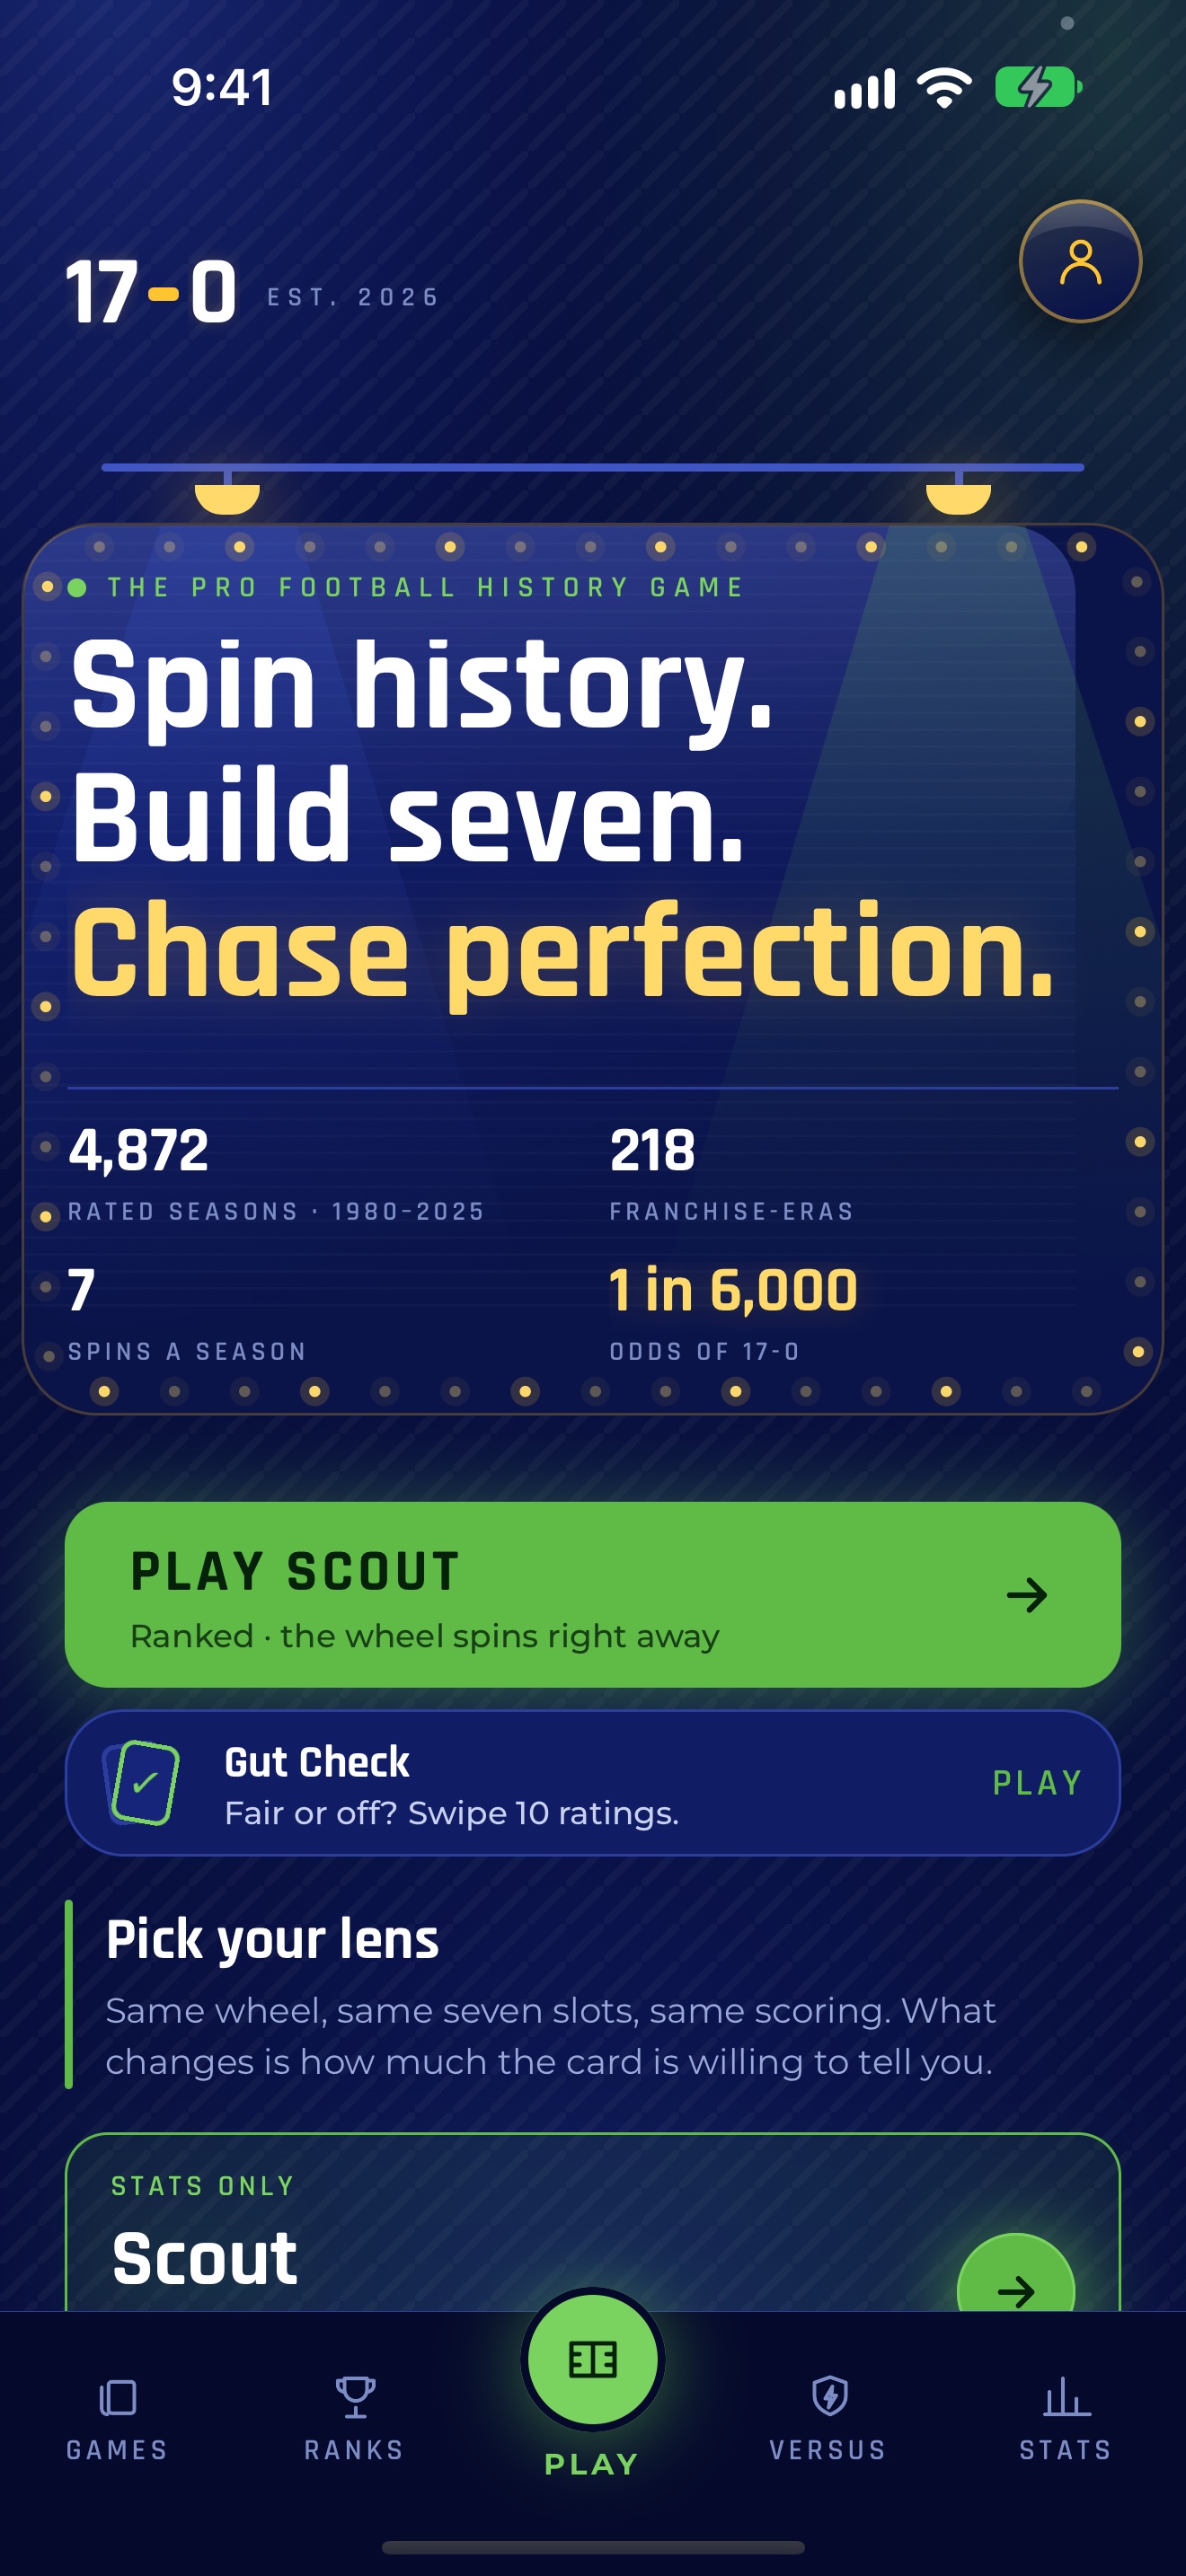 9:41
17-0 EST. 2026
THE PRO FOOTBALL HISTORY GAME
Spin history.
Build seven.
Chase perfection.
4,872
RATED SEASONS · 1980-2025
218
FRANCHISE-ERAS
7
SPINS A SEASON
1 in 6,000
ODDS OF 17-0
PLAY SCOUT
Ranked · the wheel spins right away
Gut Check
Fair or off? Swipe 10 ratings.
PLAY
Pick your lens
Same wheel, same seven slots, same scoring. What
changes is how much the card is willing to tell you.
STATS ONLY
Scout
GAMES
RANKS
PLAY
VERSUS
STATS